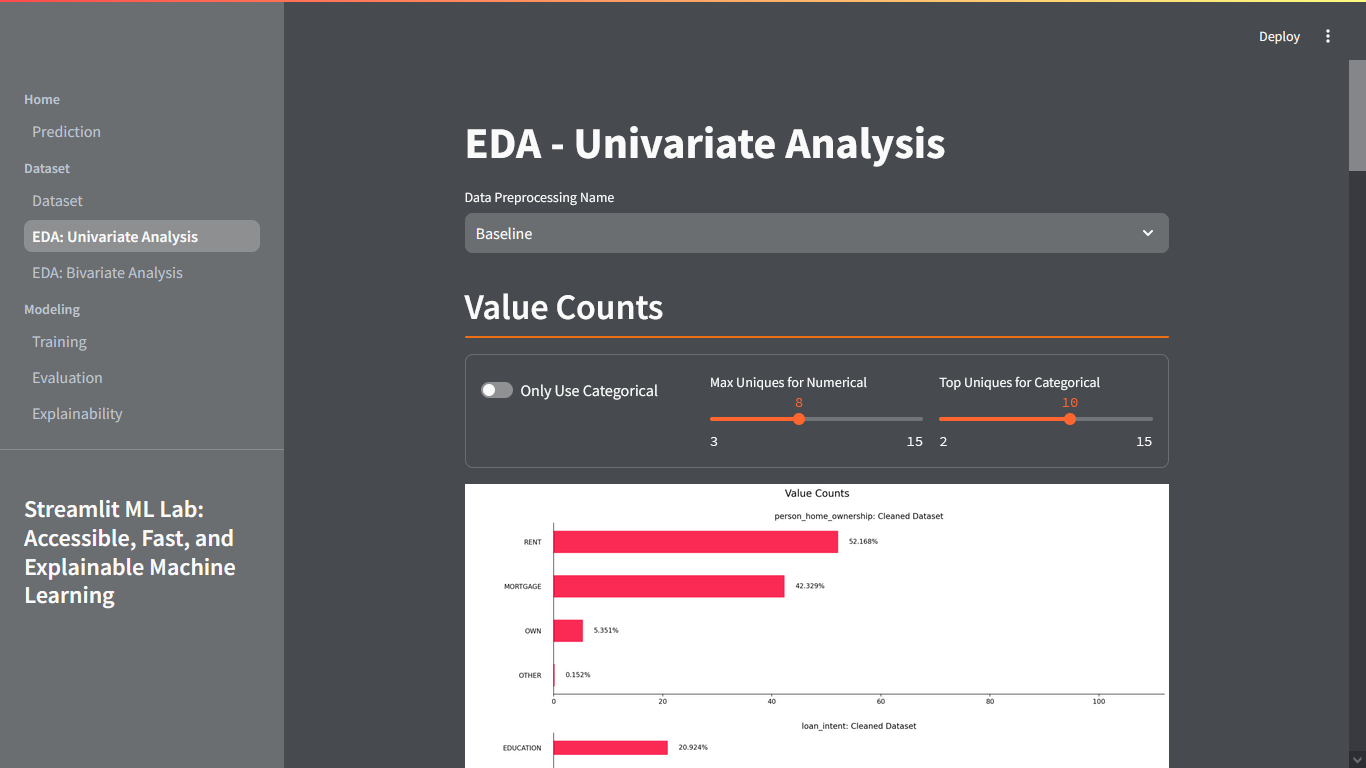 Deploy
Home
Prediction
Dataset
Dataset
EDA: Univariate Analysis
EDA: Bivariate Analysis
Modeling
Training
Evaluation
Explainability
Streamlit ML Lab:
Accessible, Fast, and
Explainable Machine
Learning
EDA - Univariate Analysis
Data Preprocessing Name
Baseline
Value Counts
Only Use Categorical
Max Uniques for Numerical
8
3 15
Top Uniques for Categorical
10
2 15
Value Counts
person_home_ownership: Cleaned Dataset
RENT 52.168%
MORTGAGE 42.329%
OWN 5.351%
OTHER 0.152%
0 20 40 60 80 100
loan_intent: Cleaned Dataset
EDUCATION 20.924%